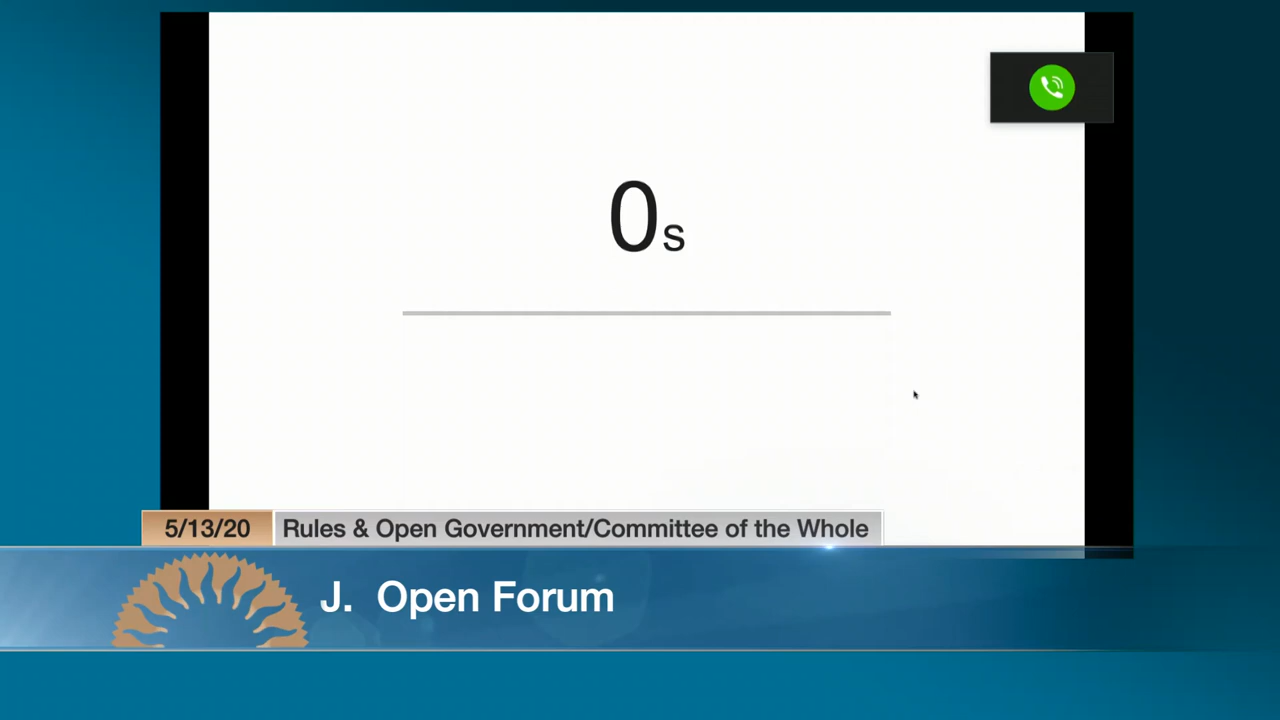 0s
5/13/20 Rules & Open Government/Committee of the Whole
J. Open Forum